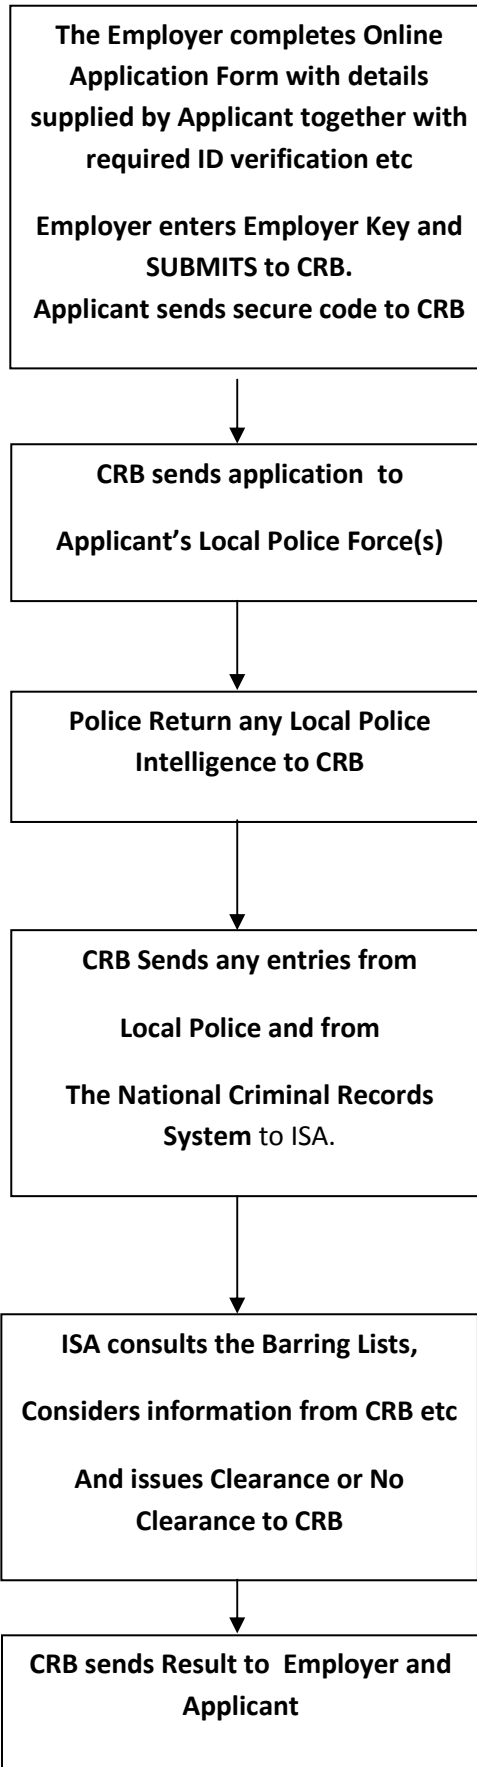 The Employer completes Online
Application Form with details
supplied by Applicant together with
required ID verification etc
Employer enters Employer Key and
SUBMITS to CRB.
Applicant sends secure code to CRB
CRB sends application to
Applicant's Local Police Force(s)
Police Return any Local Police
Intelligence to CRB
CRB Sends any entries from
Local Police and from
The National Criminal Records
System to ISA.
ISA consults the Barring Lists,
Considers information from CRB etc
And issues Clearance or No
Clearance to CRB
CRB sends Result to Employer and
Applicant